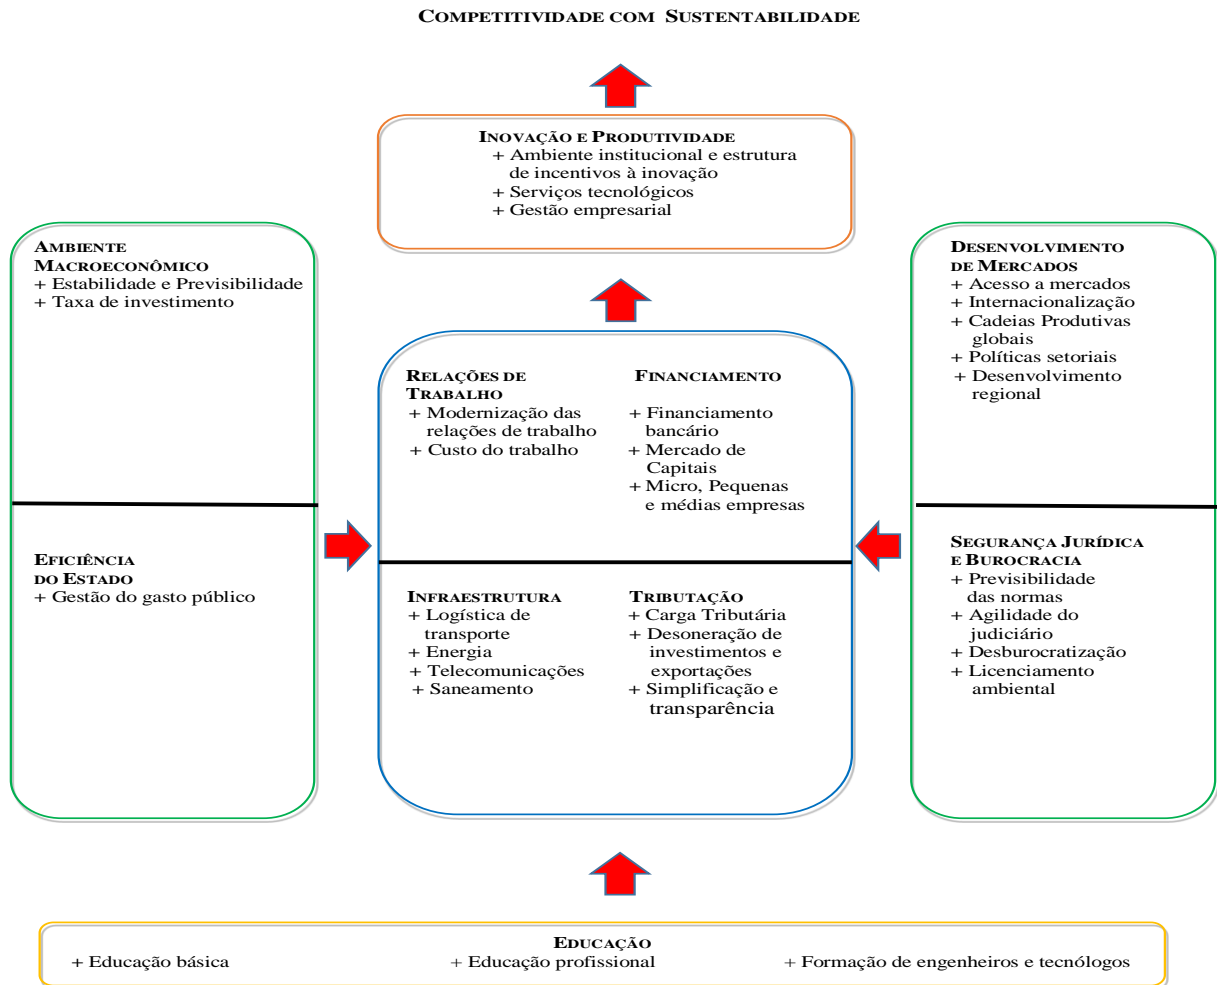 COMPETITIVIDADE COM SUSTENTABILIDADE
INOVAÇÃO E PRODUTIVIDADE
+ Ambiente institucional e estrutura
de incentivos à inovação
+ Serviços tecnológicos
+ Gestão empresarial
AMBIENTE
MACROECONÔMICO
+ Estabilidade e Previsibilidade
+ Taxa de investimento
EFICIÊNCIA
DO ESTADO
+ Gestão do gasto público
RELAÇÕES DE
TRABALHO
+ Modernização das
relações de trabalho
+ Custo do trabalho
FINANCIAMENTO
+ Financiamento
bancário
+ Mercado de
Capitais
+ Micro, Pequenas
e médias empresas
INFRAESTRUTURA
+ Logística de
transporte
+ Energia
+ Telecomunicações
+ Saneamento
TRIBUTAÇÃO
+ Carga Tributária
+ Desoneração de
investimentos e
exportações
+ Simplificação e
transparência
DESENVOLVIMENTO
DE MERCADOS
+ Acesso a mercados
+ Internacionalização
+ Cadeias Produtivas
globais
+ Políticas setoriais
+ Desenvolvimento
regional
SEGURANÇA JURÍDICA
E BUROCRACIA
+ Previsibilidade
das normas
+ Agilidade do
judiciário
+ Desburocratização
+ Licenciamento
ambiental
EDUCAÇÃO
+ Educação básica
+ Educação profissional
+ Formação de engenheiros e tecnólogos